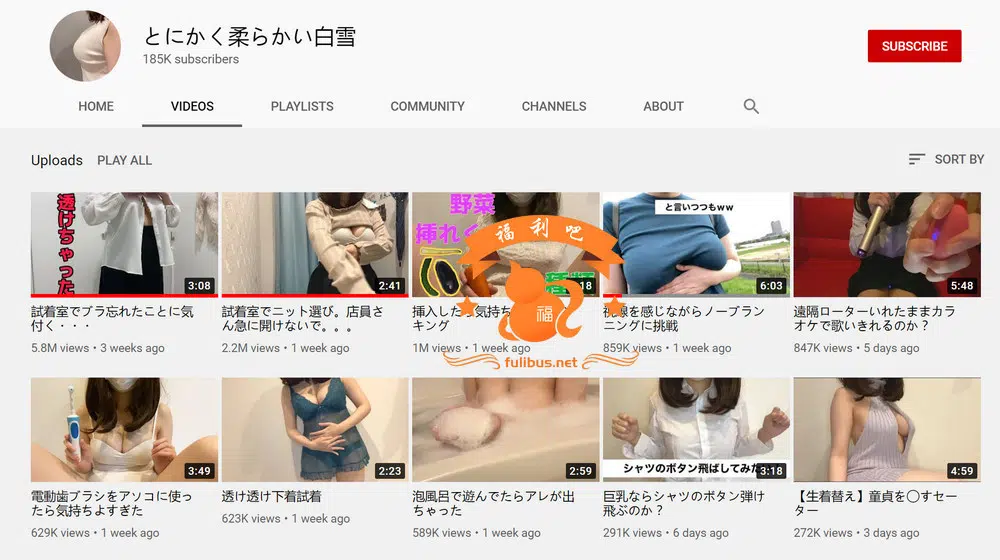 とにかく柔らかい白雪
185K subscribers
SUBSCRIBE
HOME VIDEOS PLAYLISTS COMMUNITY CHANNELS ABOUT
Uploads PLAY ALL
SORT BY
透けちゃった
3:08
2:41
野菜
挿れ
種類
18
と言いつつもww
6:03
5:48
試着室でブラ忘れたことに気
付く・・・
5.8M views • 3 weeks ago
試着室でニット選び。店員さ
ん急に開けないで。。。
2.2M views • 1 week ago
挿入した 気持ち
キング
1M views • 1 week ago
線を感じながらノーブラン
ニングに挑戦
859K views • 1 week ago
遠隔ローターいれたままカラ
オケで歌いきれるのか?
847K views • 5 days ago
福利吧
福
fulibus.net
3:49
2:23
2:59
シャツのボタン飛ばしてみた
3:18
4:59
電動歯ブラシをアソコに使っ
たら気持ちよすぎた
629K views • 1 week ago
透け透け下着試着
623K views • 1 week ago
泡風呂で遊んでたらアレが出
ちゃった
589K views • 1 week ago
巨乳ならシャツのボタン弾け
飛ぶのか?
291K views • 6 days ago
【生着替え】童貞を◯すセー
ター
272K views • 3 days ago